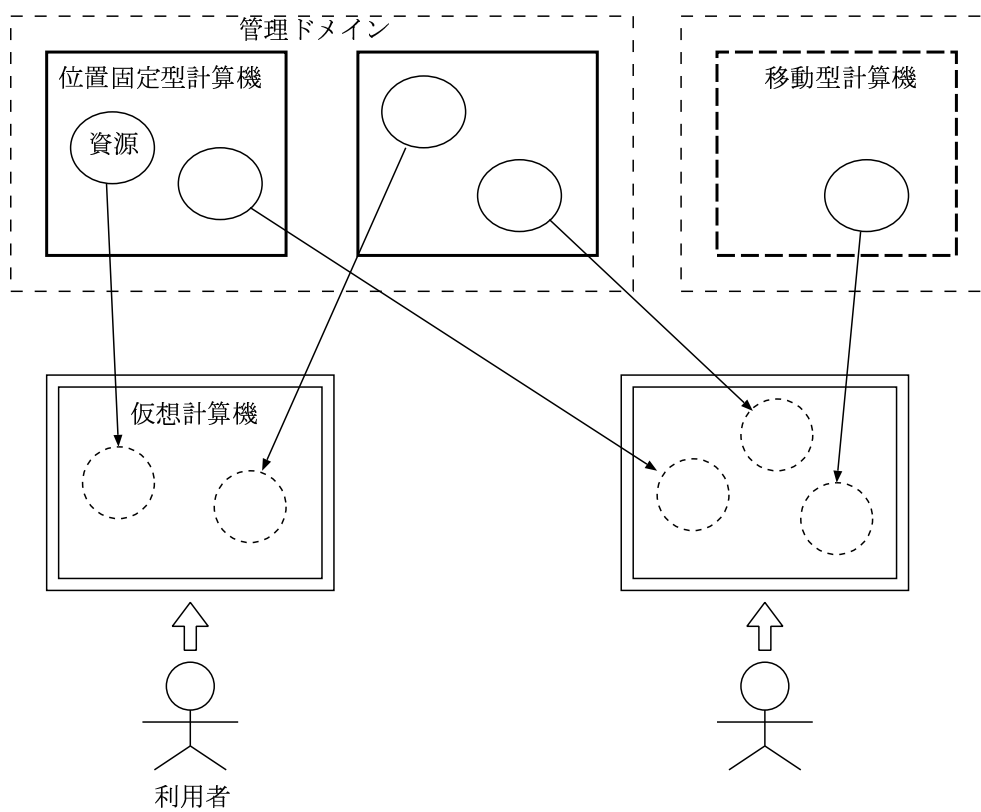 管理ドメイン
位置固定型計算機
移動型計算機
資源
仮想計算機
利用者